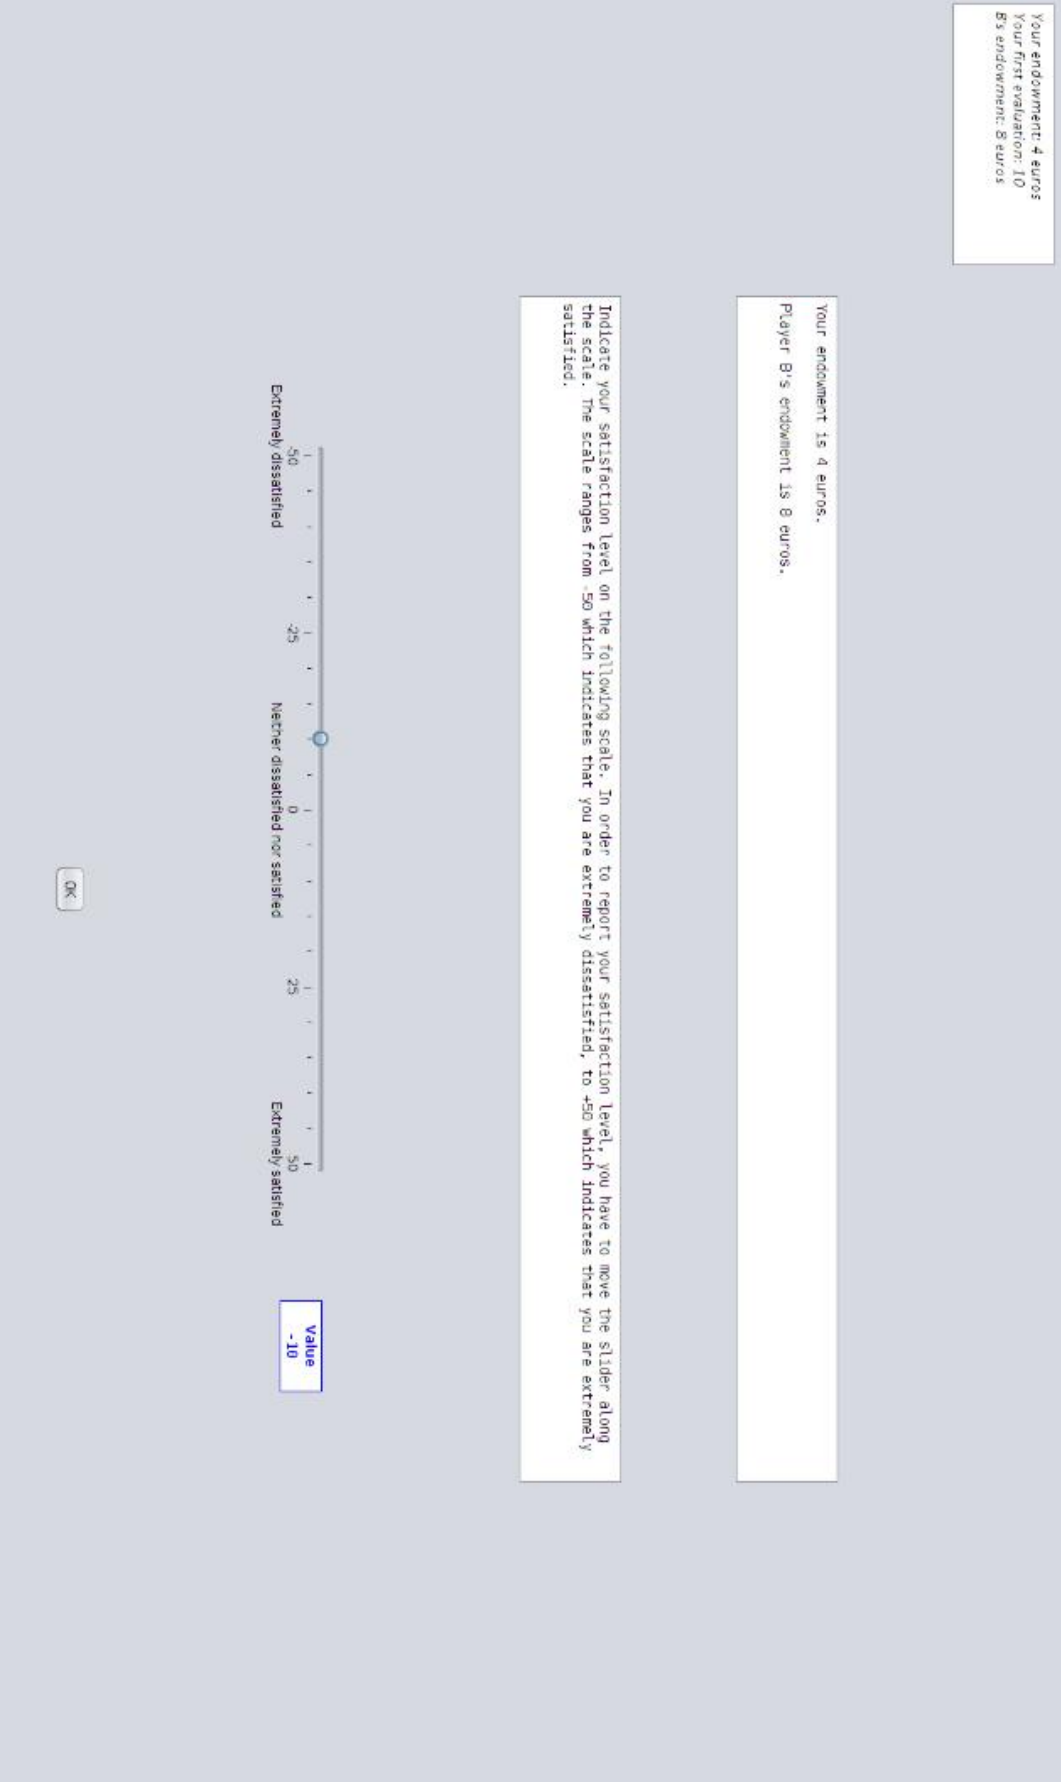 Your endowment: 4 euros
Your first evaluation: 10
B's endowment: 8 euros
Your endowment is 4 euros.
Player B's endowment is 8 euros.
Indicate your satisfaction level on the following scale. In order to report your satisfaction level, you have to move the slider along
the scale. The scale ranges from -50 which indicates that you are extremely dissatisfied, to +50 which indicates that you are extremely
satisfied.
-50 -25 0 25 50
Extremely dissatisfied Neither dissatisfied nor satisfied Extremely satisfied
Value
-10
OK